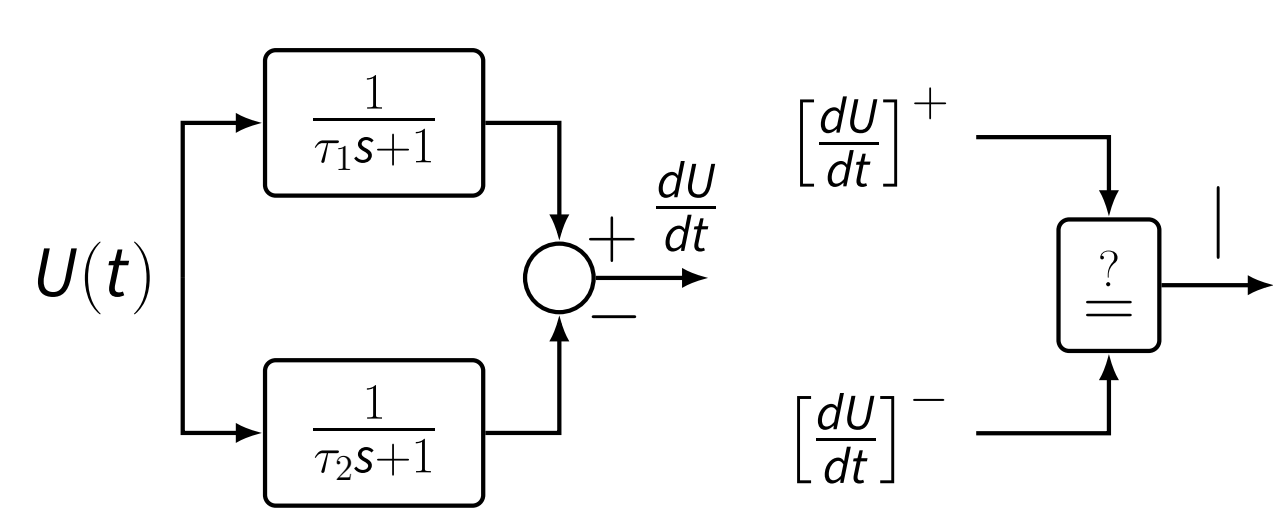 U(t)
1
τ₁s+1
1
τ₂s+1
+
−
dU
dt
[dU/dt]⁺
[dU/dt]⁻
?
=
|